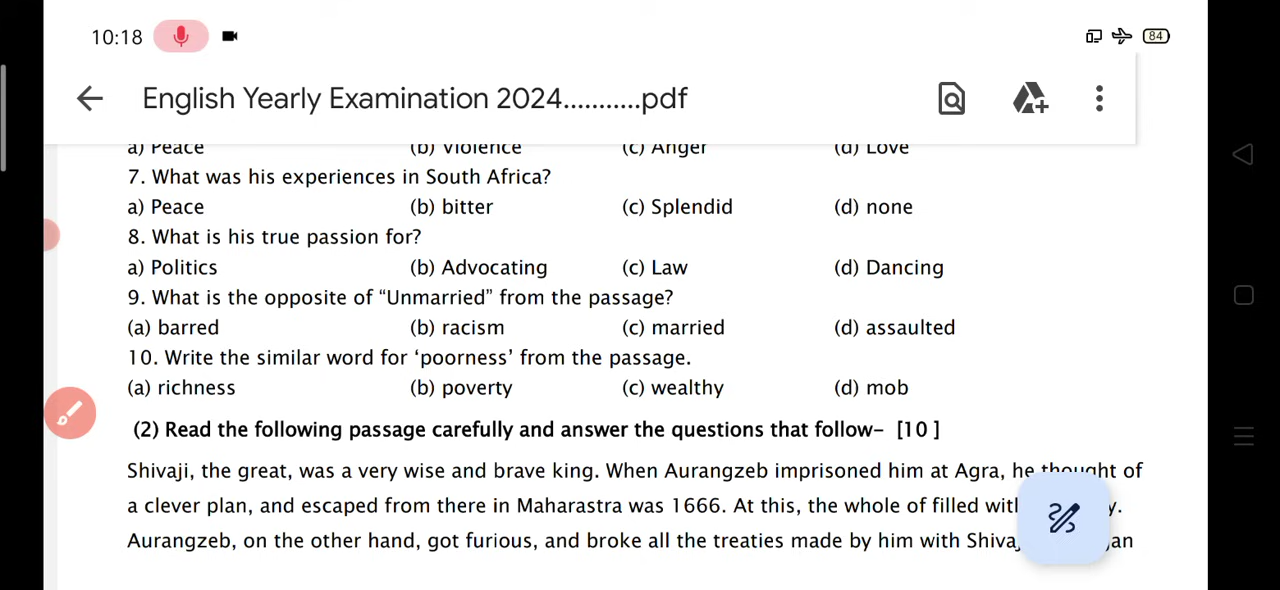 10:18 84
English Yearly Examination 2024...........pdf
a) Peace (b) Violence (c) Anger (d) Love
7. What was his experiences in South Africa?
a) Peace (b) bitter (c) Splendid (d) none
8. What is his true passion for?
a) Politics (b) Advocating (c) Law (d) Dancing
9. What is the opposite of “Unmarried” from the passage?
(a) barred (b) racism (c) married (d) assaulted
10. Write the similar word for ‘poorness’ from the passage.
(a) richness (b) poverty (c) wealthy (d) mob
(2) Read the following passage carefully and answer the questions that follow– [10 ]
Shivaji, the great, was a very wise and brave king. When Aurangzeb imprisoned him at Agra, he thought of
a clever plan, and escaped from there in Maharastra was 1666. At this, the whole of filled
Aurangzeb, on the other hand, got furious, and broke all the treaties made by him with